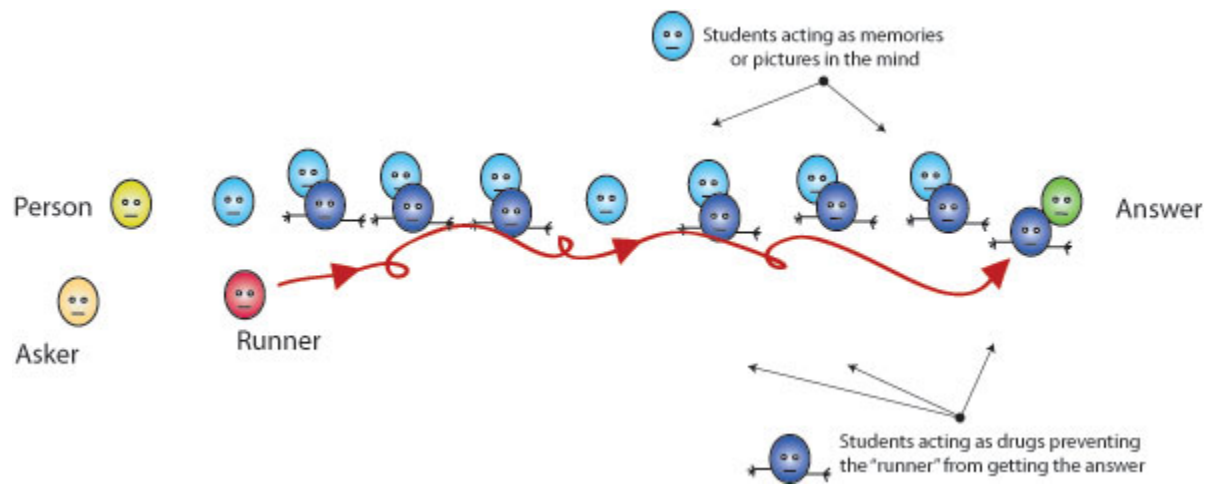 Students acting as memories
or pictures in the mind
Person
Answer
Asker
Runner
Students acting as drugs preventing
the "runner" from getting the answer